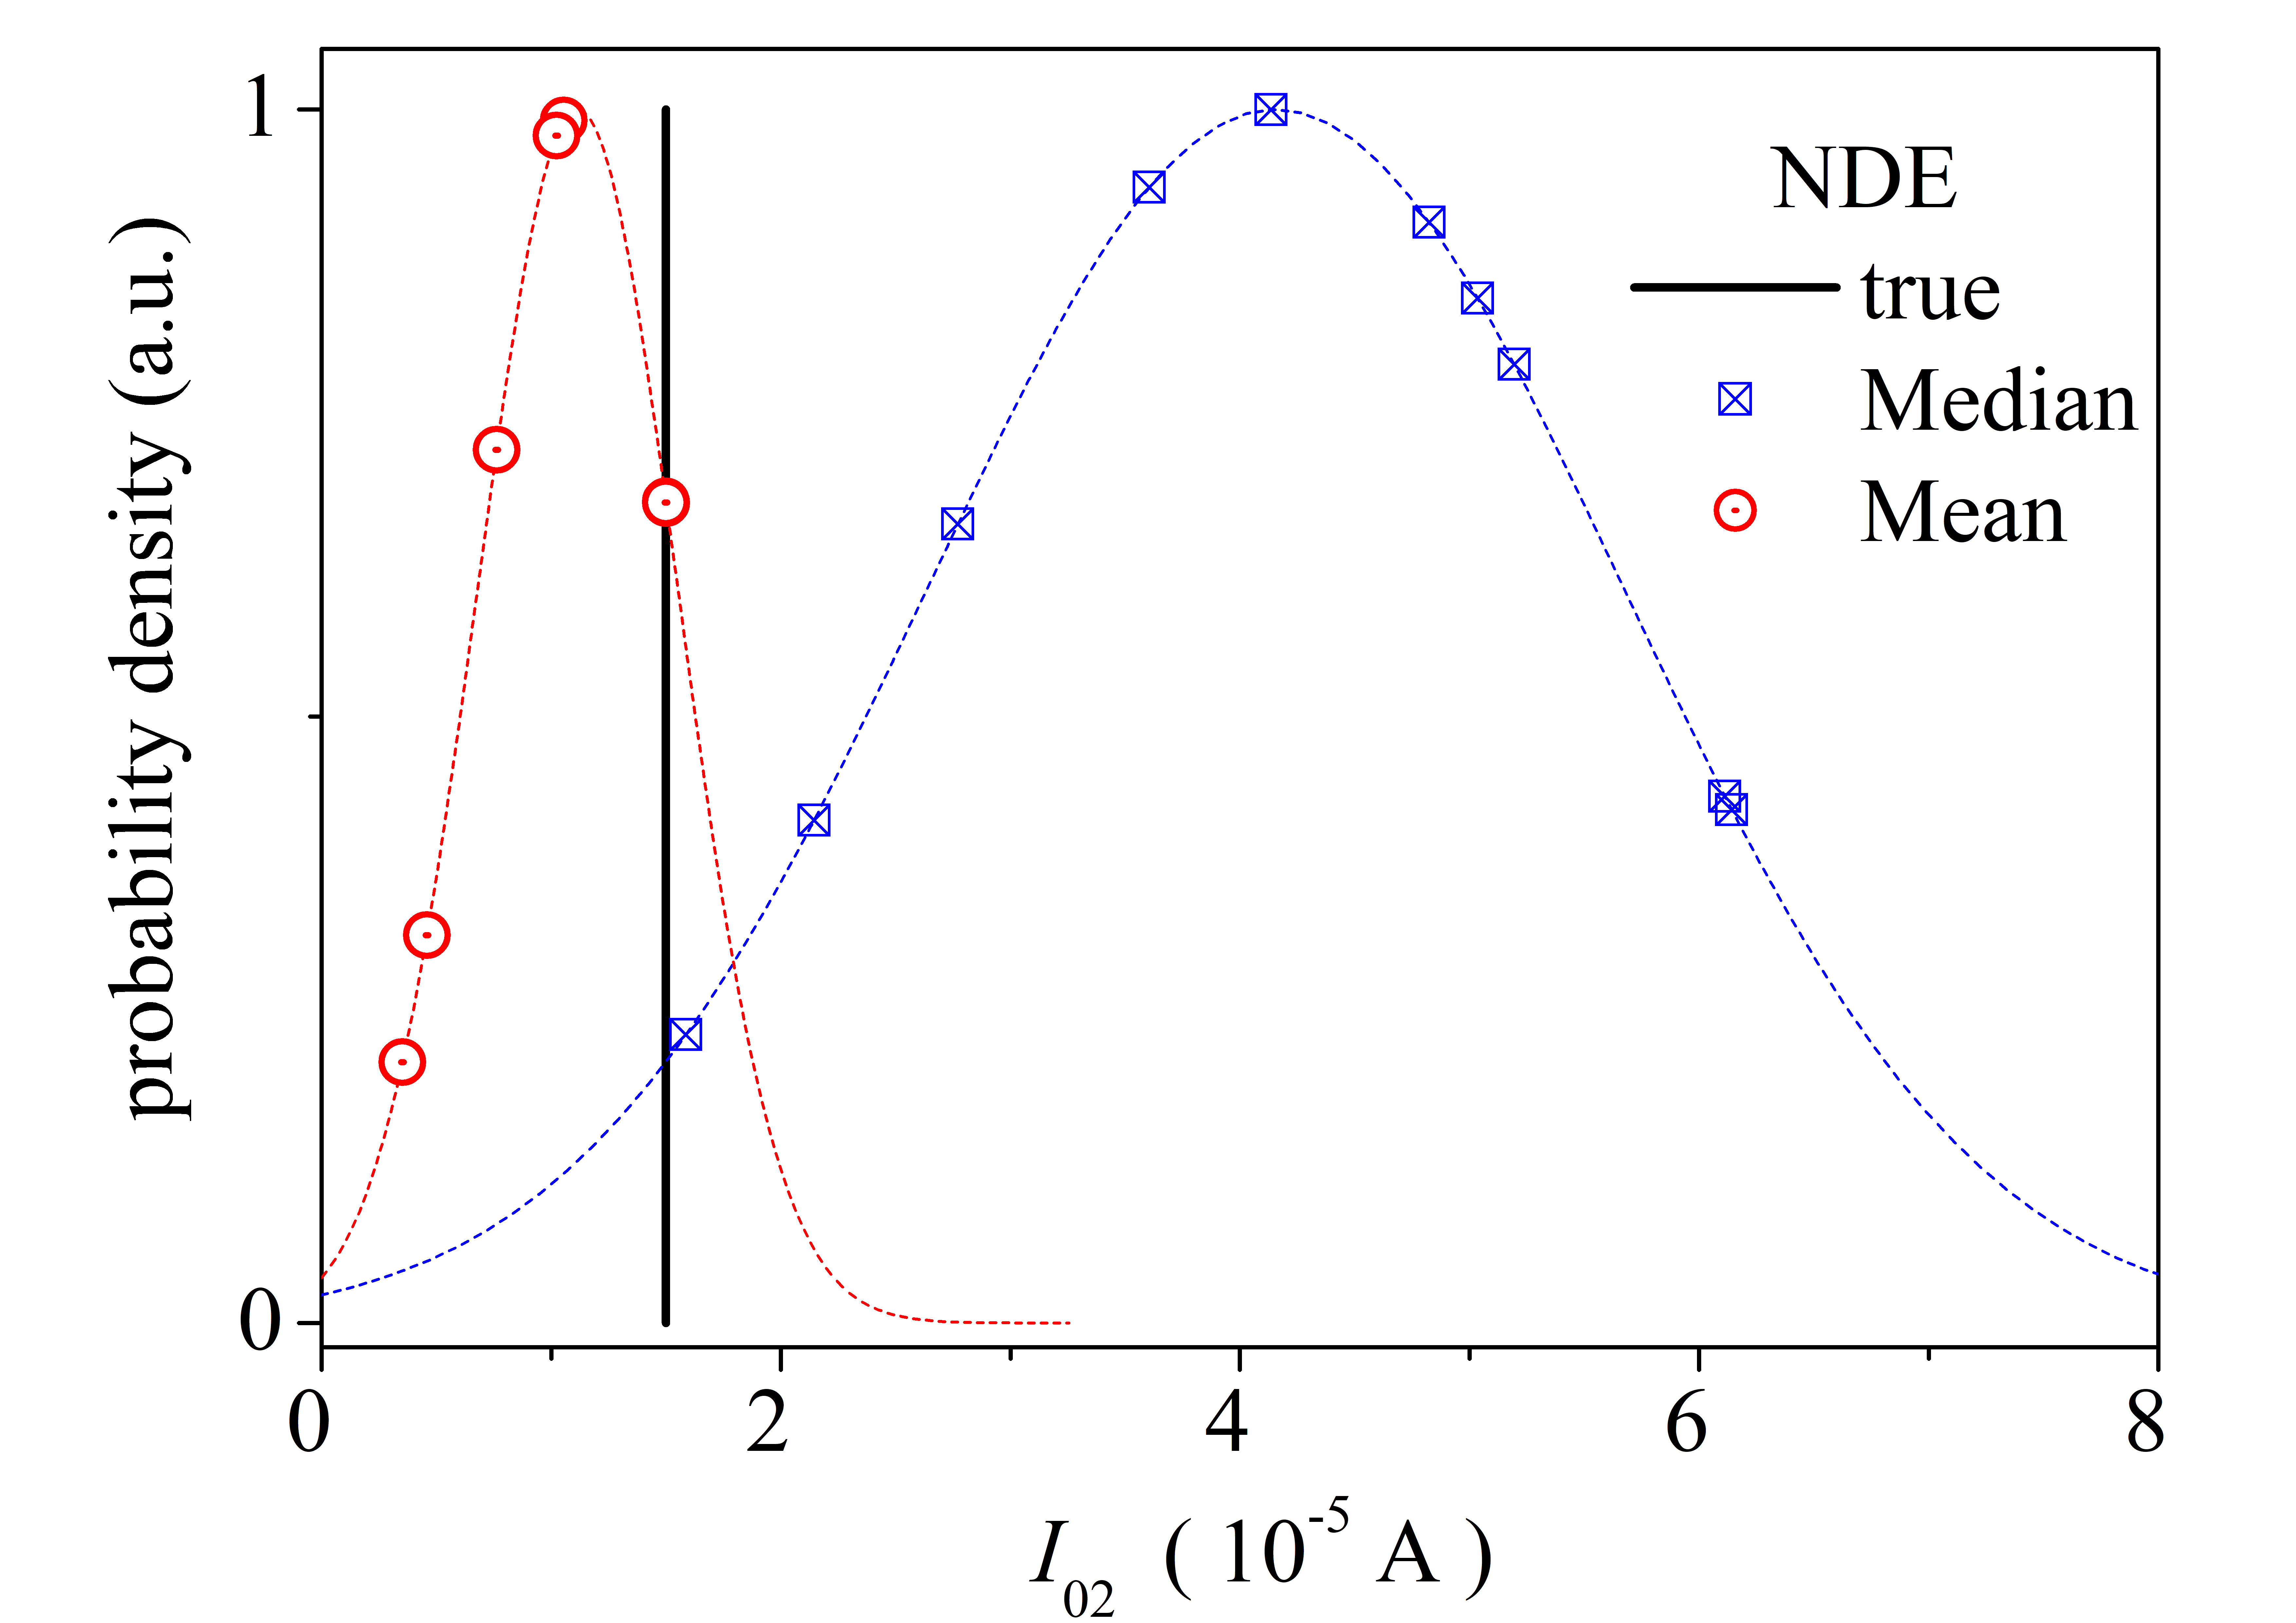 probability density (a.u.)
1
0
NDE
true
Median
Mean
0 2 4 6 8
I₀₂ ( 10⁻⁵ A )